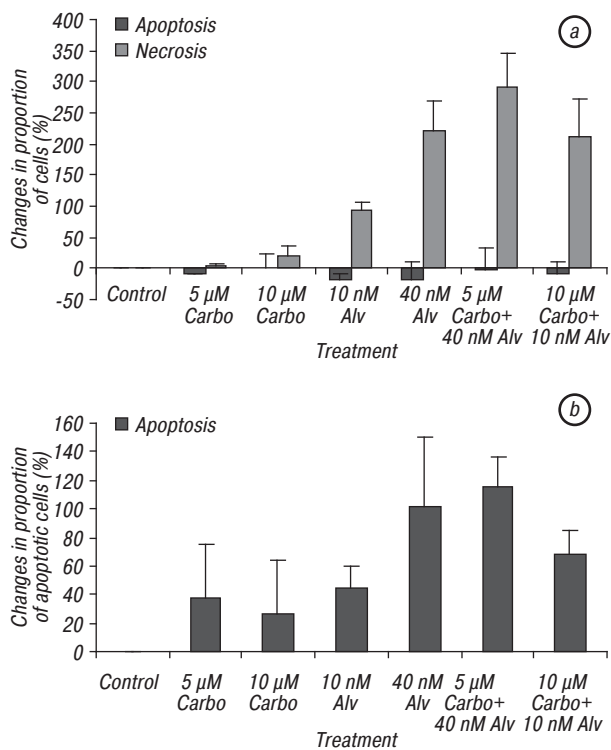 a
Apoptosis
Necrosis
Changes in proportion
of cells (%)
400
350
300
250
200
150
100
50
0
-50
Control
5 μM
Carbo
10 μM
Carbo
10 nM
Alv
40 nM
Alv
5 μM
Carbo+
40 nM Alv
10 μM
Carbo+
10 nM Alv
Treatment
b
Apoptosis
Changes in proportion
of apoptotic cells (%)
160
140
120
100
80
60
40
20
0
Control
5 μM
Carbo
10 μM
Carbo
10 nM
Alv
40 nM
Alv
5 μM
Carbo+
40 nM Alv
10 μM
Carbo+
10 nM Alv
Treatment